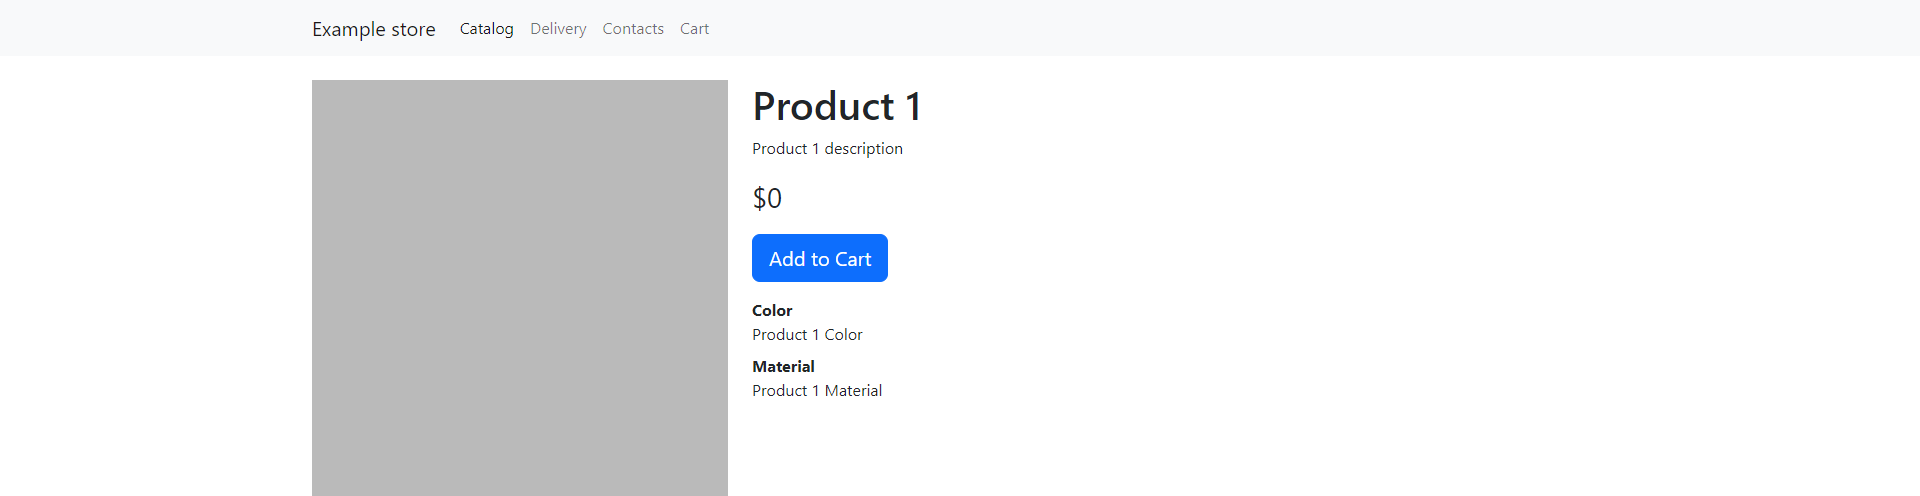 Example store Catalog Delivery Contacts Cart
Product 1
Product 1 description
$0
Add to Cart
Color
Product 1 Color
Material
Product 1 Material